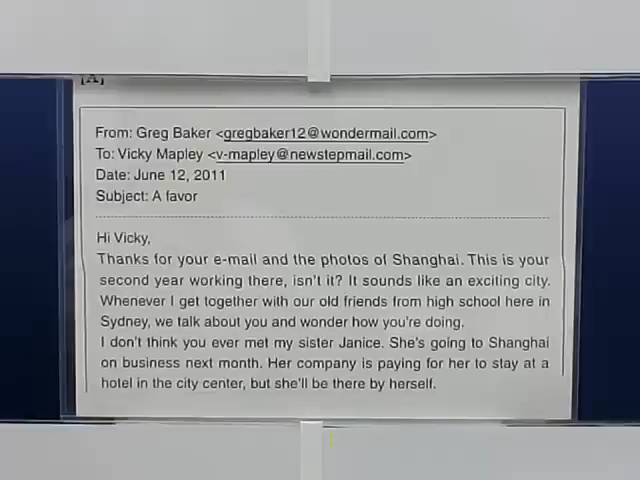 [A]
From: Greg Baker <gregbaker12@wondermail.com>
To: Vicky Mapley <v-mapley@newstepmail.com>
Date: June 12, 2011
Subject: A favor
Hi Vicky,
Thanks for your e-mail and the photos of Shanghai. This is your
second year working there, isn't it? It sounds like an exciting city.
Whenever I get together with our old friends from high school here in
Sydney, we talk about you and wonder how you're doing.
I don't think you ever met my sister Janice. She's going to Shanghai
on business next month. Her company is paying for her to stay at a
hotel in the city center, but she'll be there by herself.